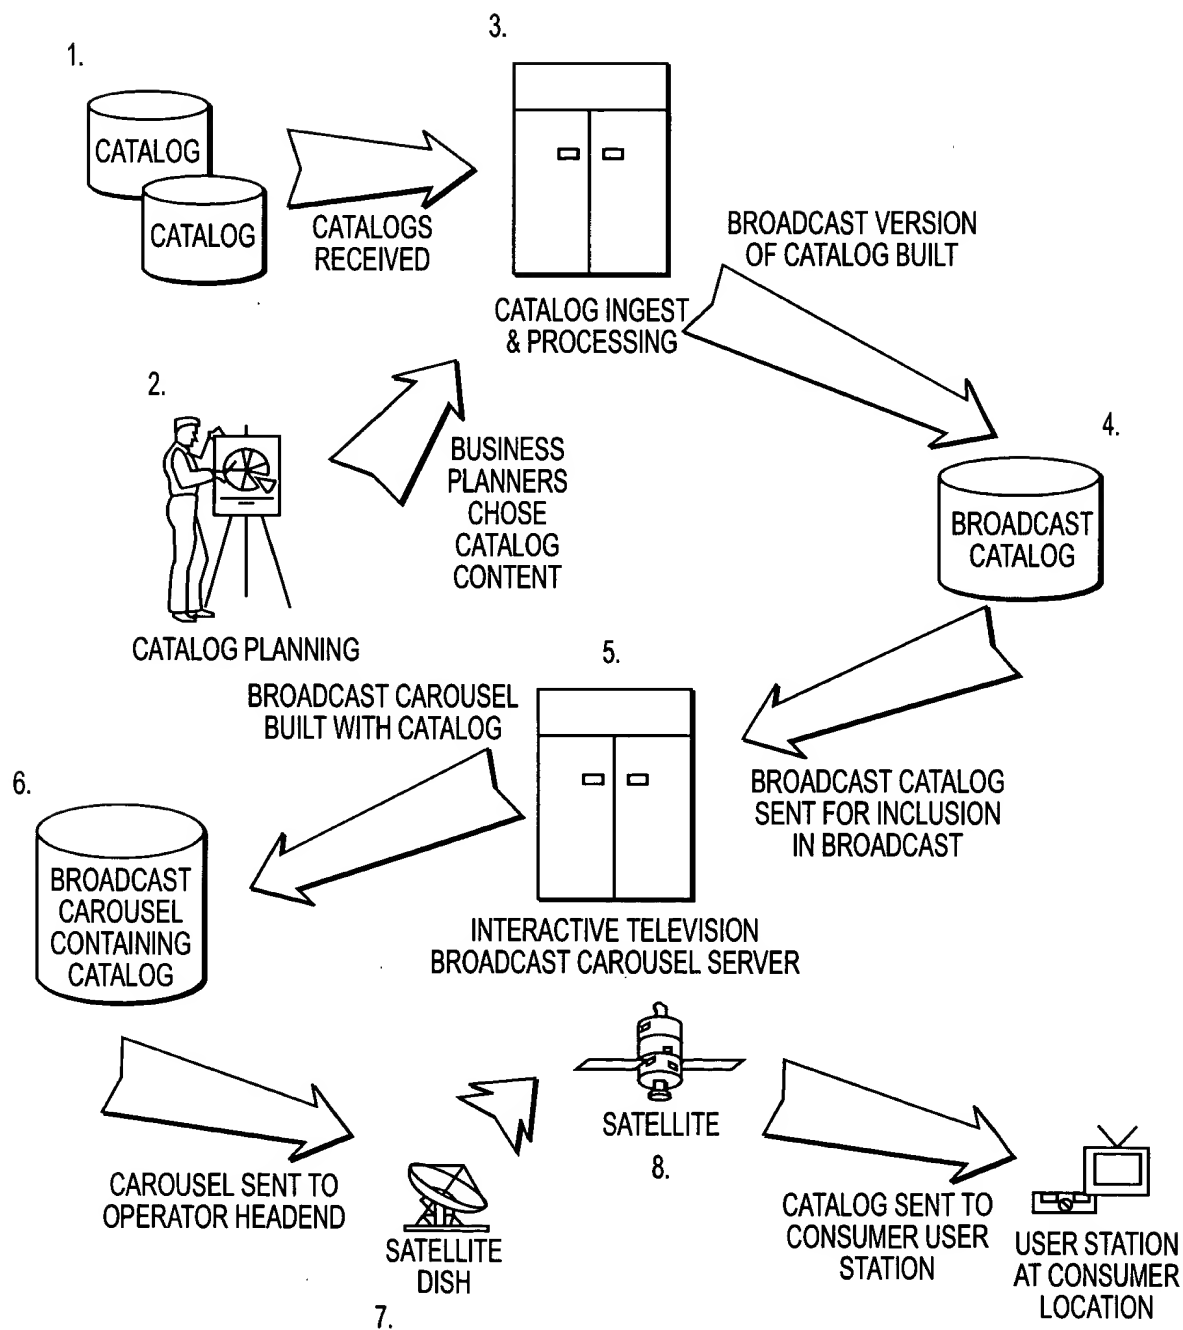 1.
CATALOG
CATALOG
CATALOGS
RECEIVED
3.
CATALOG INGEST
& PROCESSING
BROADCAST VERSION
OF CATALOG BUILT
2.
CATALOG PLANNING
BUSINESS
PLANNERS
CHOSE
CATALOG
CONTENT
4.
BROADCAST
CATALOG
BROADCAST CATALOG
SENT FOR INCLUSION
IN BROADCAST
5.
INTERACTIVE TELEVISION
BROADCAST CAROUSEL SERVER
BROADCAST CAROUSEL
BUILT WITH CATALOG
6.
BROADCAST
CAROUSEL
CONTAINING
CATALOG
CAROUSEL SENT TO
OPERATOR HEADEND
SATELLITE
DISH
7.
SATELLITE
8.
CATALOG SENT TO
CONSUMER USER
STATION
USER STATION
AT CONSUMER
LOCATION